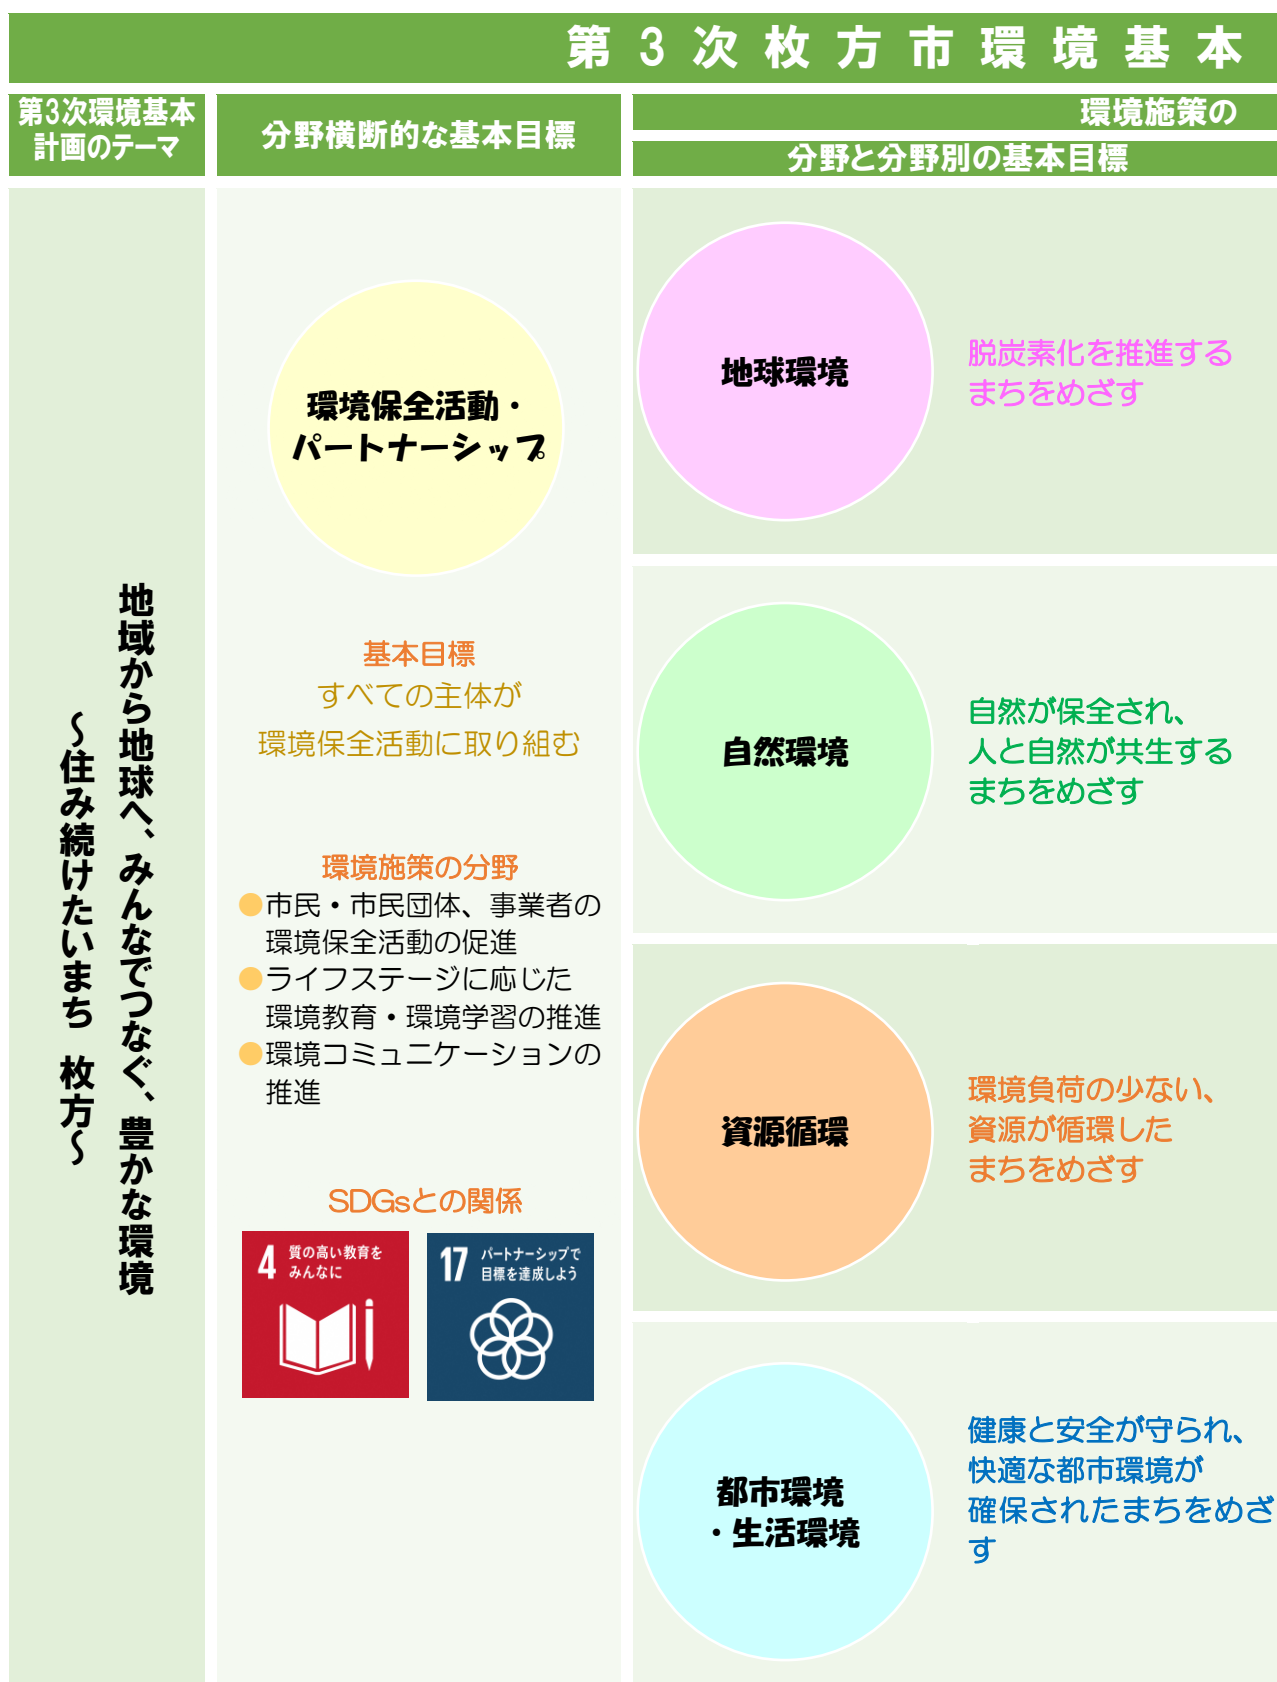 第3次枚方市環境基本
第3次環境基本
計画のテーマ
分野横断的な基本目標
環境施策の
分野と分野別の基本目標
地域から地球へ、みんなでつなぐ、豊かな環境
～住み続けたいまち　枚方～
環境保全活動・
パートナーシップ
基本目標
すべての主体が
環境保全活動に取り組む
環境施策の分野
●市民・市民団体、事業者の
環境保全活動の促進
●ライフステージに応じた
環境教育・環境学習の推進
●環境コミュニケーションの
推進
SDGsとの関係
4 質の高い教育を
みんなに
17 パートナーシップで
目標を達成しよう
地球環境
脱炭素化を推進する
まちをめざす
自然環境
自然が保全され、
人と自然が共生する
まちをめざす
資源循環
環境負荷の少ない、
資源が循環した
まちをめざす
都市環境
・生活環境
健康と安全が守られ、
快適な都市環境が
確保されたまちをめざ
す